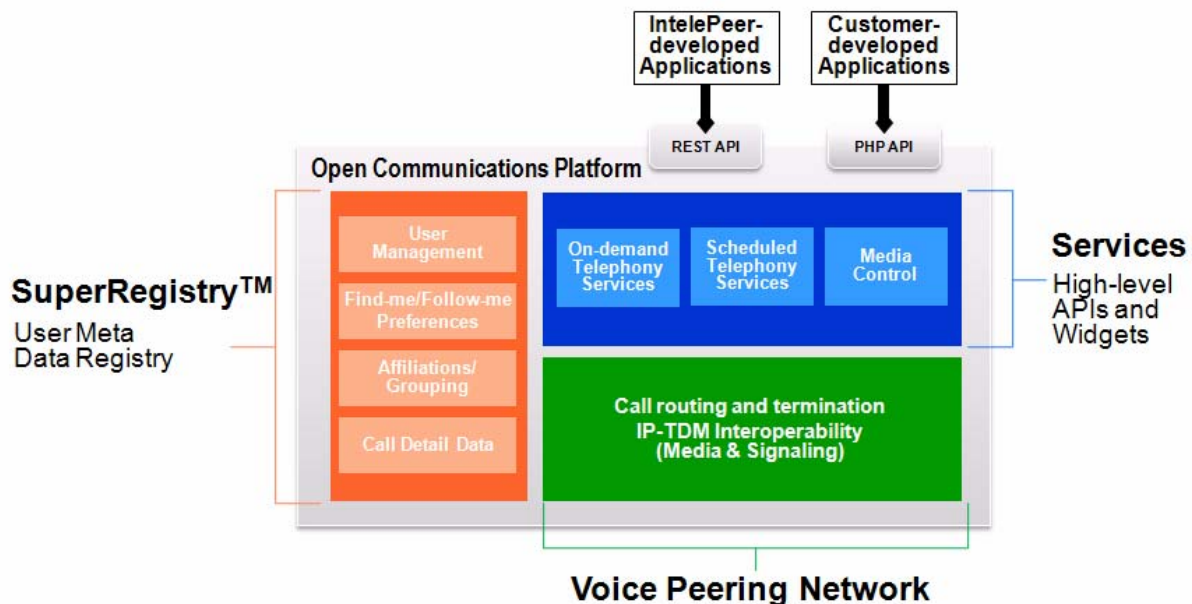 IntelePeer-
developed
Applications
Customer-
developed
Applications
REST API
PHP API
Open Communications Platform
SuperRegistry™
User Meta
Data Registry
User
Management
Find-me/Follow-me
Preferences
Affiliations/
Grouping
Call Detail Data
On-demand
Telephony
Services
Scheduled
Telephony
Services
Media
Control
Services
High-level
APIs and
Widgets
Call routing and termination
IP-TDM Interoperability
(Media & Signaling)
Voice Peering Network